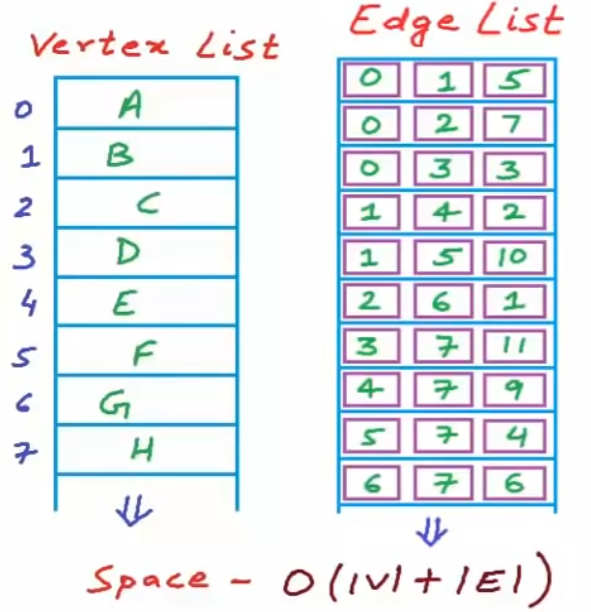 Vertex List
Edge List
0 A
1 B
2 C
3 D
4 E
5 F
6 G
7 H
0 1 5
0 2 7
0 3 3
1 4 2
1 5 10
2 6 1
3 7 11
4 7 9
5 7 4
6 7 6
Space - O(|V| + |E|)